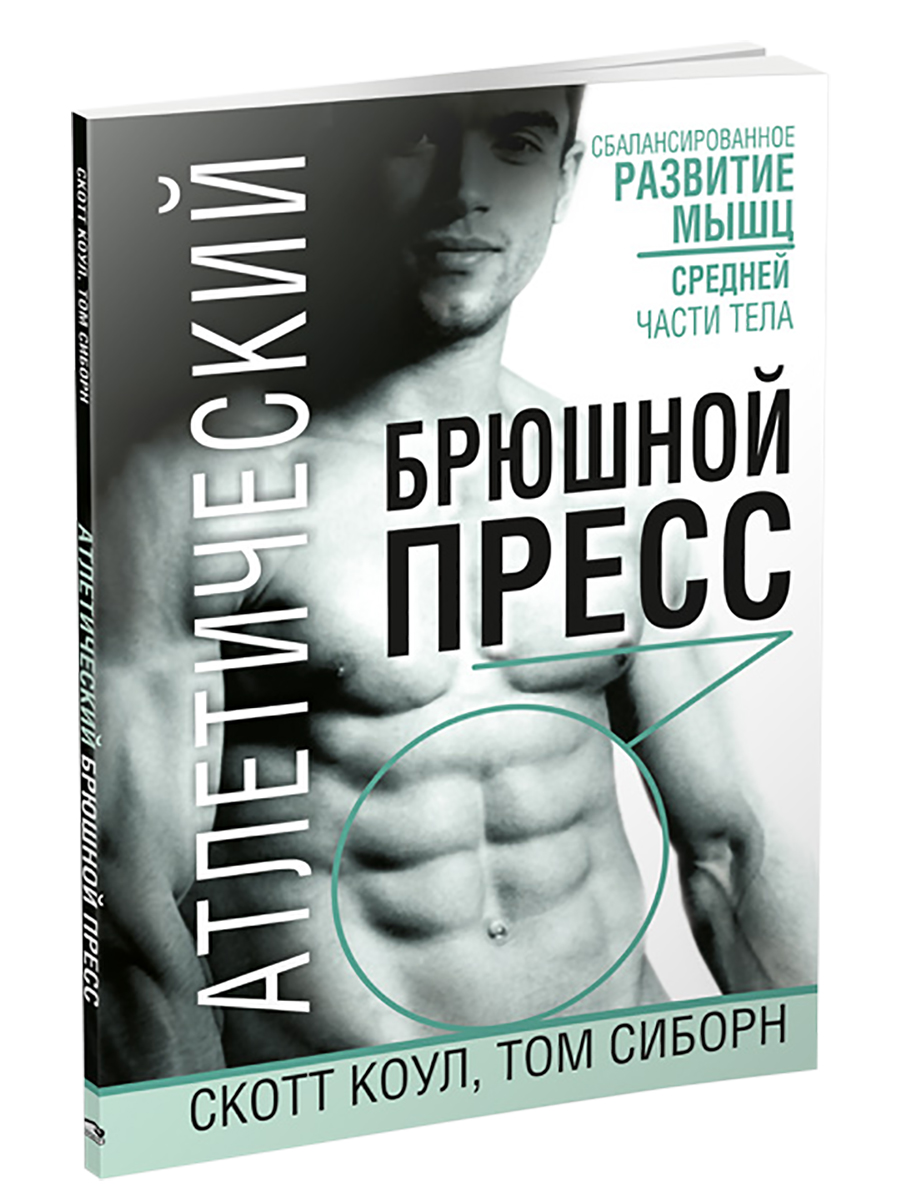 СКОТТ КОУЛ, ТОМ СИБОРН
АТЛЕТИЧЕСКИЙ БРЮШНОЙ ПРЕСС
АТЛЕТИЧЕСКИЙ
СБАЛАНСИРОВАННОЕ
РАЗВИТИЕ
МЫШЦ
СРЕДНЕЙ
ЧАСТИ ТЕЛА
БРЮШНОЙ
ПРЕСС
СКОТТ КОУЛ, ТОМ СИБОРН